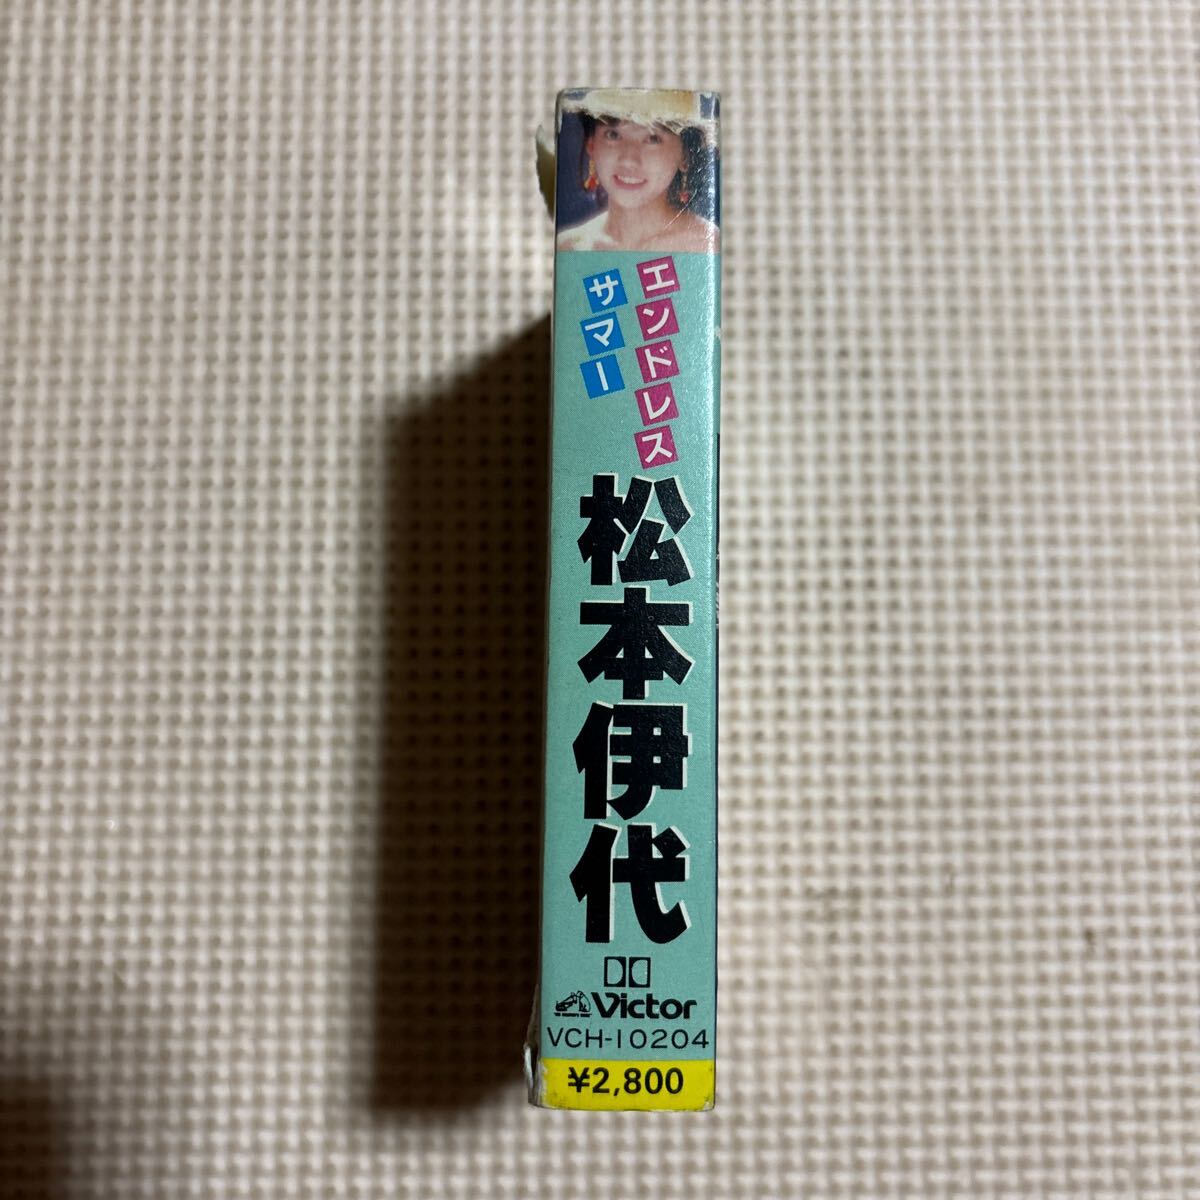 エンドレス
サマー
松本伊代
Victor
VCH-10204
¥2,800